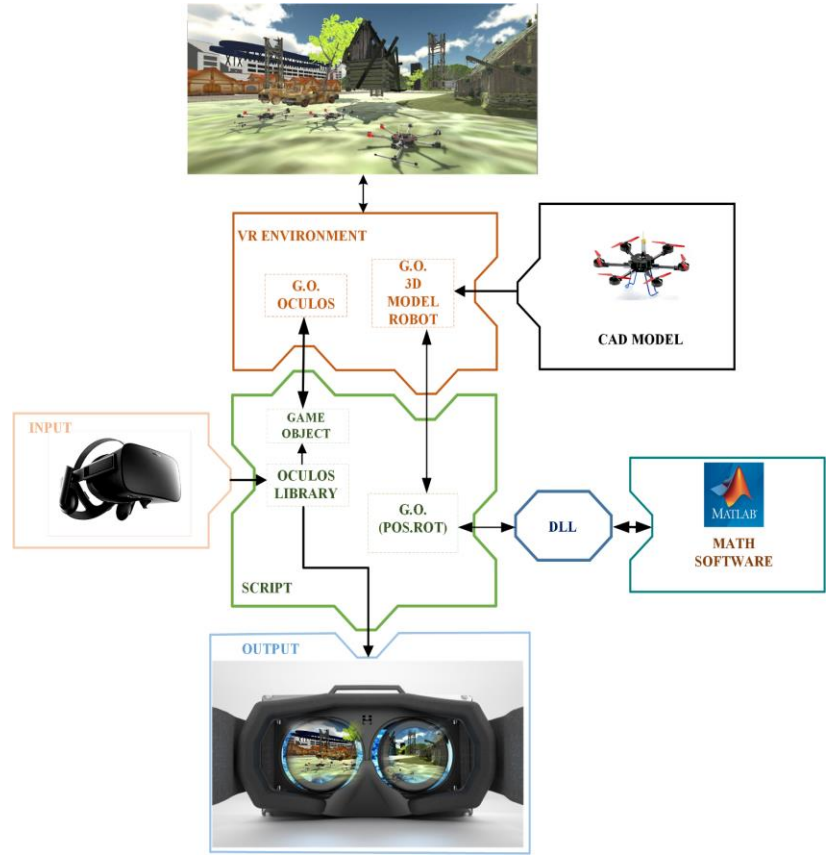 VR ENVIRONMENT
G.O.
OCULOS
G.O.
3D
MODEL
ROBOT
CAD MODEL
INPUT
GAME
OBJECT
OCULOS
LIBRARY
G.O.
(POS.ROT)
SCRIPT
DLL
MATLAB
MATH
SOFTWARE
OUTPUT